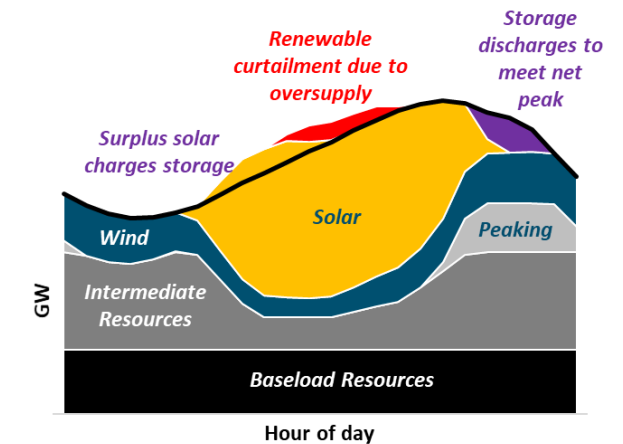 Storage
discharges to
meet net
peak
Renewable
curtailment due to
oversupply
Surplus solar
charges storage
Solar
Wind
Peaking
Intermediate
Resources
GW
Baseload Resources
Hour of day